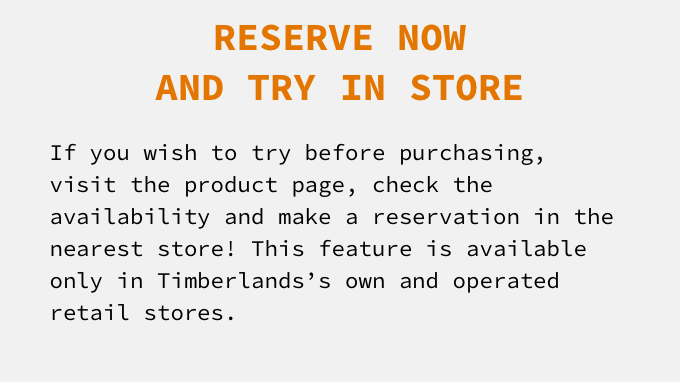 RESERVE NOW
AND TRY IN STORE
If you wish to try before purchasing,
visit the product page, check the
availability and make a reservation in the
nearest store! This feature is available
only in Timberlands’s own and operated
retail stores.